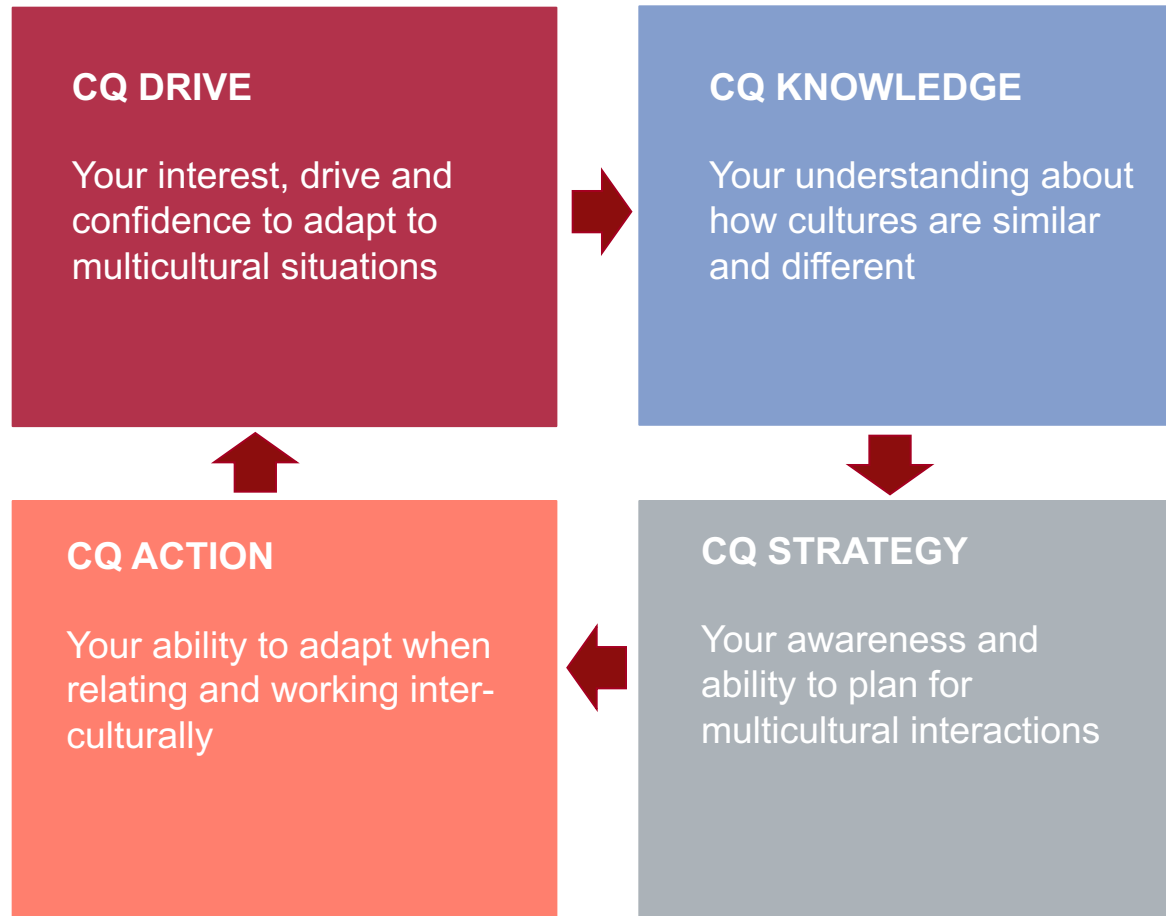 CQ DRIVE
Your interest, drive and
confidence to adapt to
multicultural situations
CQ KNOWLEDGE
Your understanding about
how cultures are similar
and different
CQ ACTION
Your ability to adapt when
relating and working inter-
culturally
CQ STRATEGY
Your awareness and
ability to plan for
multicultural interactions